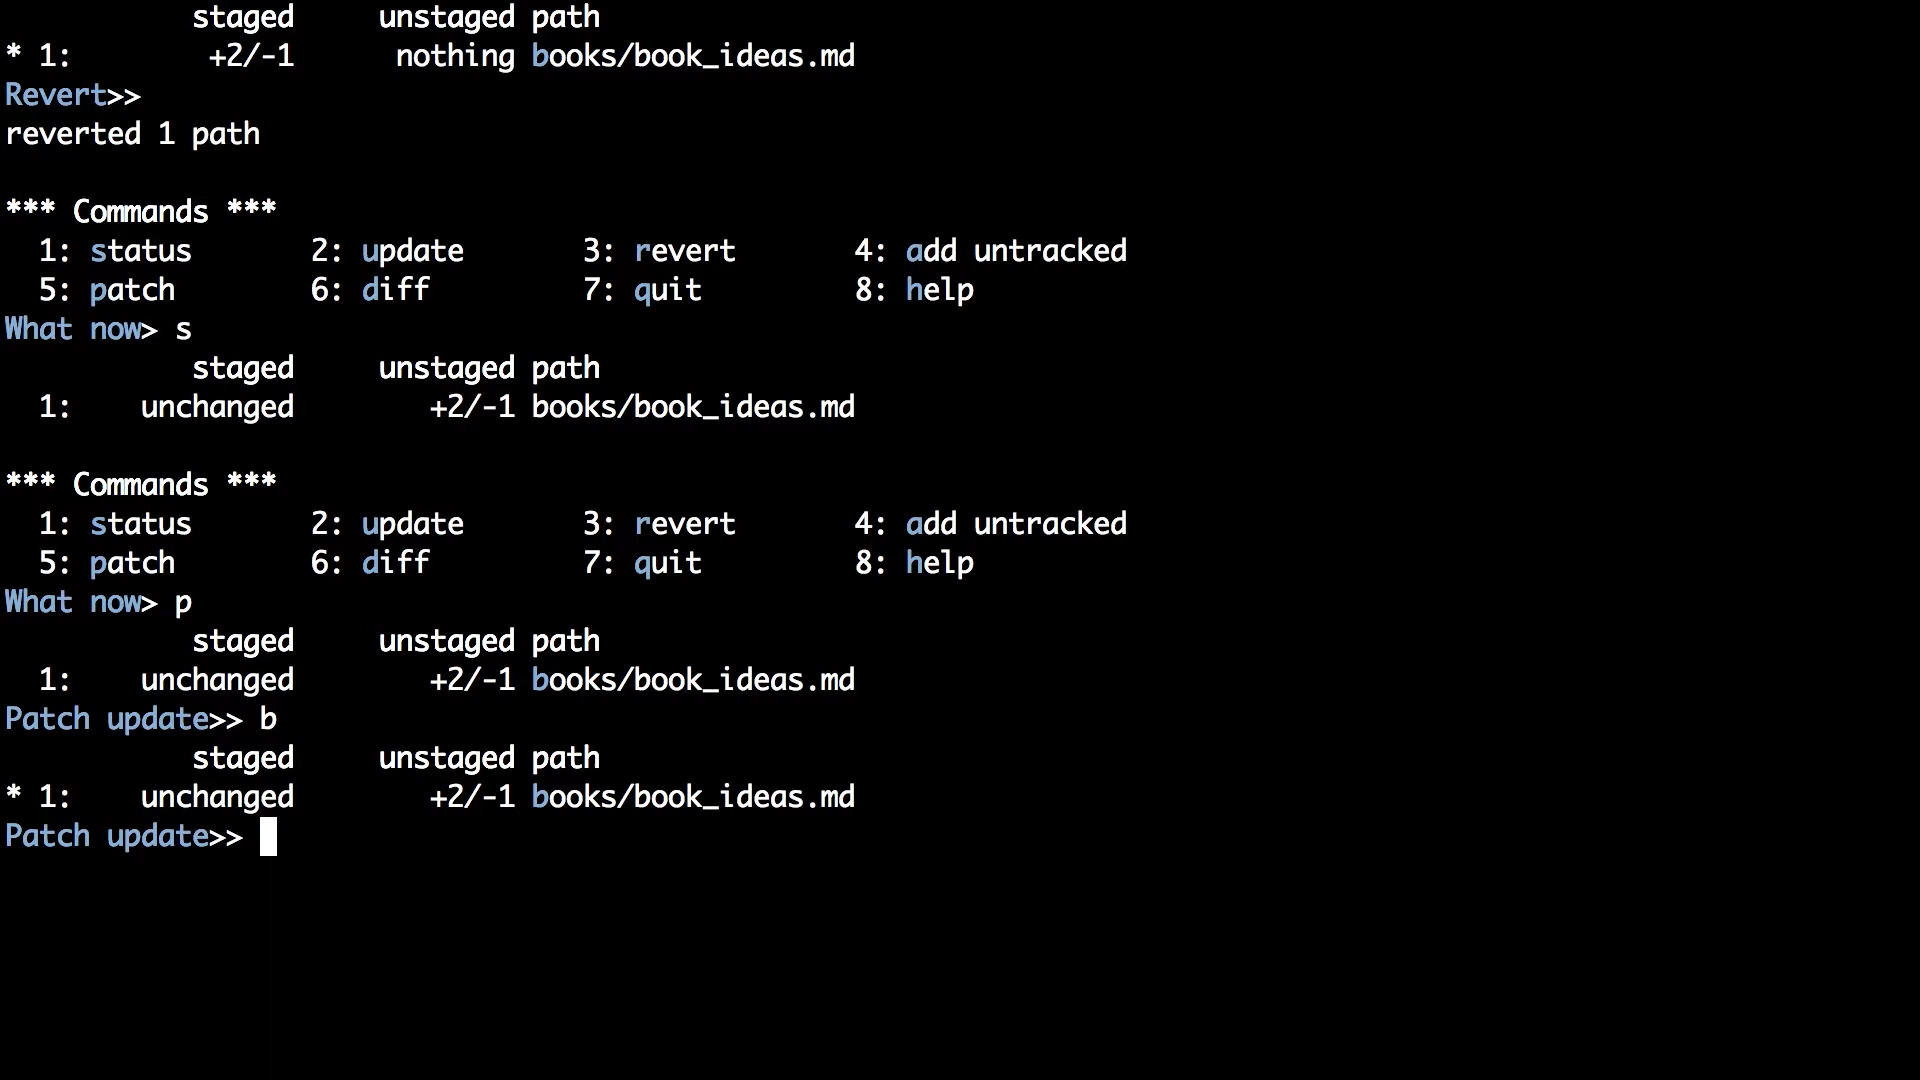 staged unstaged path
* 1: +2/-1 nothing books/book_ideas.md
Revert>>
reverted 1 path
*** Commands ***
1: status 2: update 3: revert 4: add untracked
5: patch 6: diff 7: quit 8: help
What now> s
staged unstaged path
1: unchanged +2/-1 books/book_ideas.md
*** Commands ***
1: status 2: update 3: revert 4: add untracked
5: patch 6: diff 7: quit 8: help
What now> p
staged unstaged path
1: unchanged +2/-1 books/book_ideas.md
Patch update>> b
staged unstaged path
* 1: unchanged +2/-1 books/book_ideas.md
Patch update>>